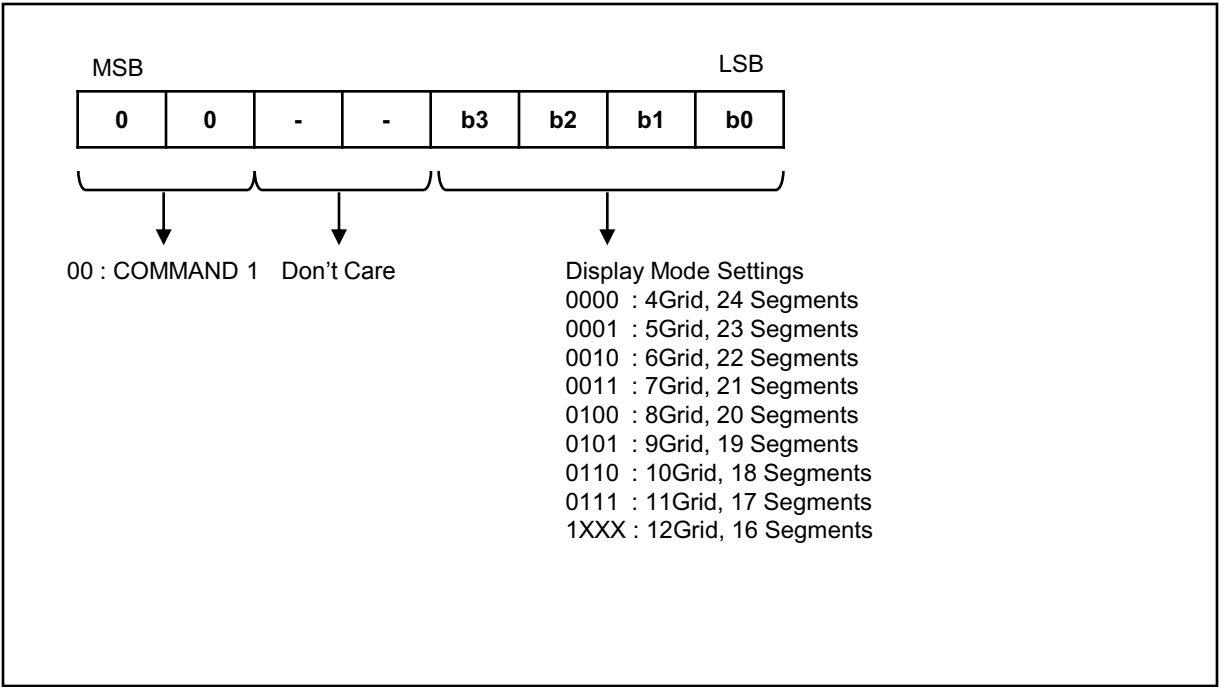 MSB LSB
0 0 - - b3 b2 b1 b0
00 : COMMAND 1 Don’t Care Display Mode Settings
0000 : 4Grid, 24 Segments
0001 : 5Grid, 23 Segments
0010 : 6Grid, 22 Segments
0011 : 7Grid, 21 Segments
0100 : 8Grid, 20 Segments
0101 : 9Grid, 19 Segments
0110 : 10Grid, 18 Segments
0111 : 11Grid, 17 Segments
1XXX : 12Grid, 16 Segments